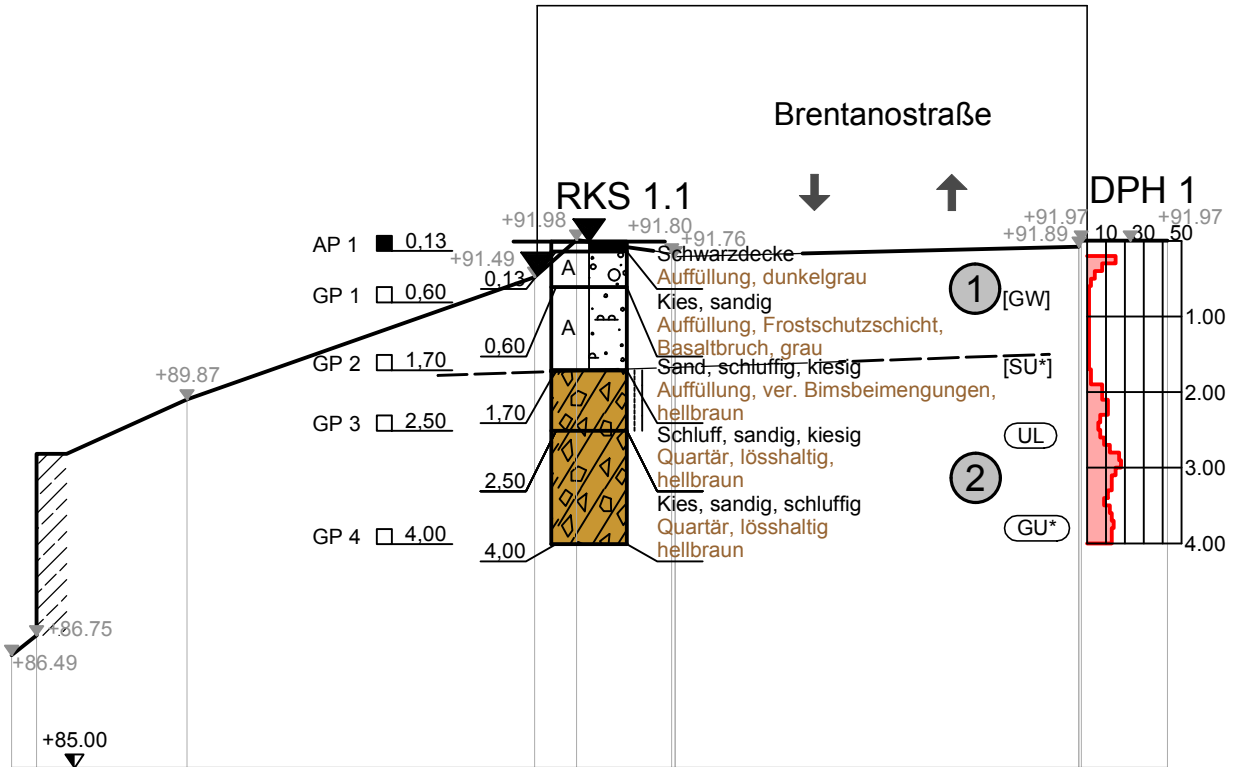 Brentanostraße
RKS 1.1
DPH 1
+91.98
+91.80
+91.76
+91.97
+91.97
+91.89
10 30 50
AP 1 0,13
+91.49
0,13
A
Schwarzdecke
Auffüllung, dunkelgrau
GP 1 0,60
0,60
A
Kies, sandig
Auffüllung, Frostschutzschicht,
Basaltbruch, grau
1
[GW]
1.00
GP 2 1,70
1,70
Sand, schluffig, kiesig
Auffüllung, ver. Bimsbeimengungen,
hellbraun
[SU*]
2.00
+89.87
GP 3 2,50
2,50
Schluff, sandig, kiesig
Quartär, lösshaltig,
hellbraun
UL
2
3.00
Kies, sandig, schluffig
Quartär, lösshaltig
hellbraun
GP 4 4,00
4,00
GU*
4.00
+86.75
+86.49
+85.00